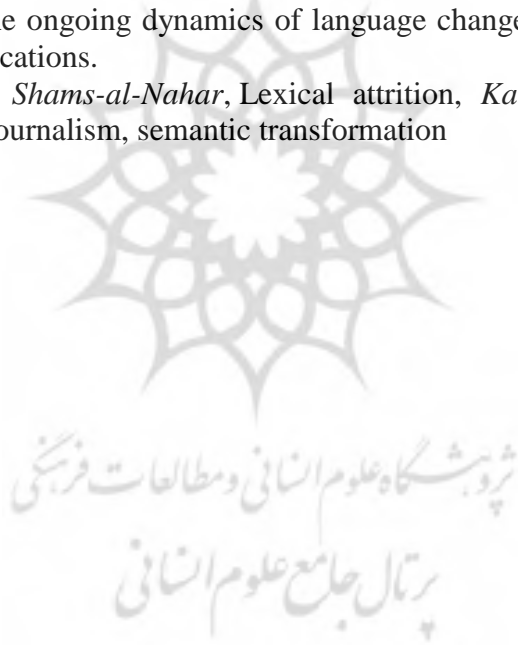 ne ongoing dynamics of language change
cations.
Shams-al-Nahar, Lexical attrition, Ka
ournalism, semantic transformation
پژوهشگاه علوم انسانی و مطالعات فرهنگی
پرتال جامع علوم انسانی